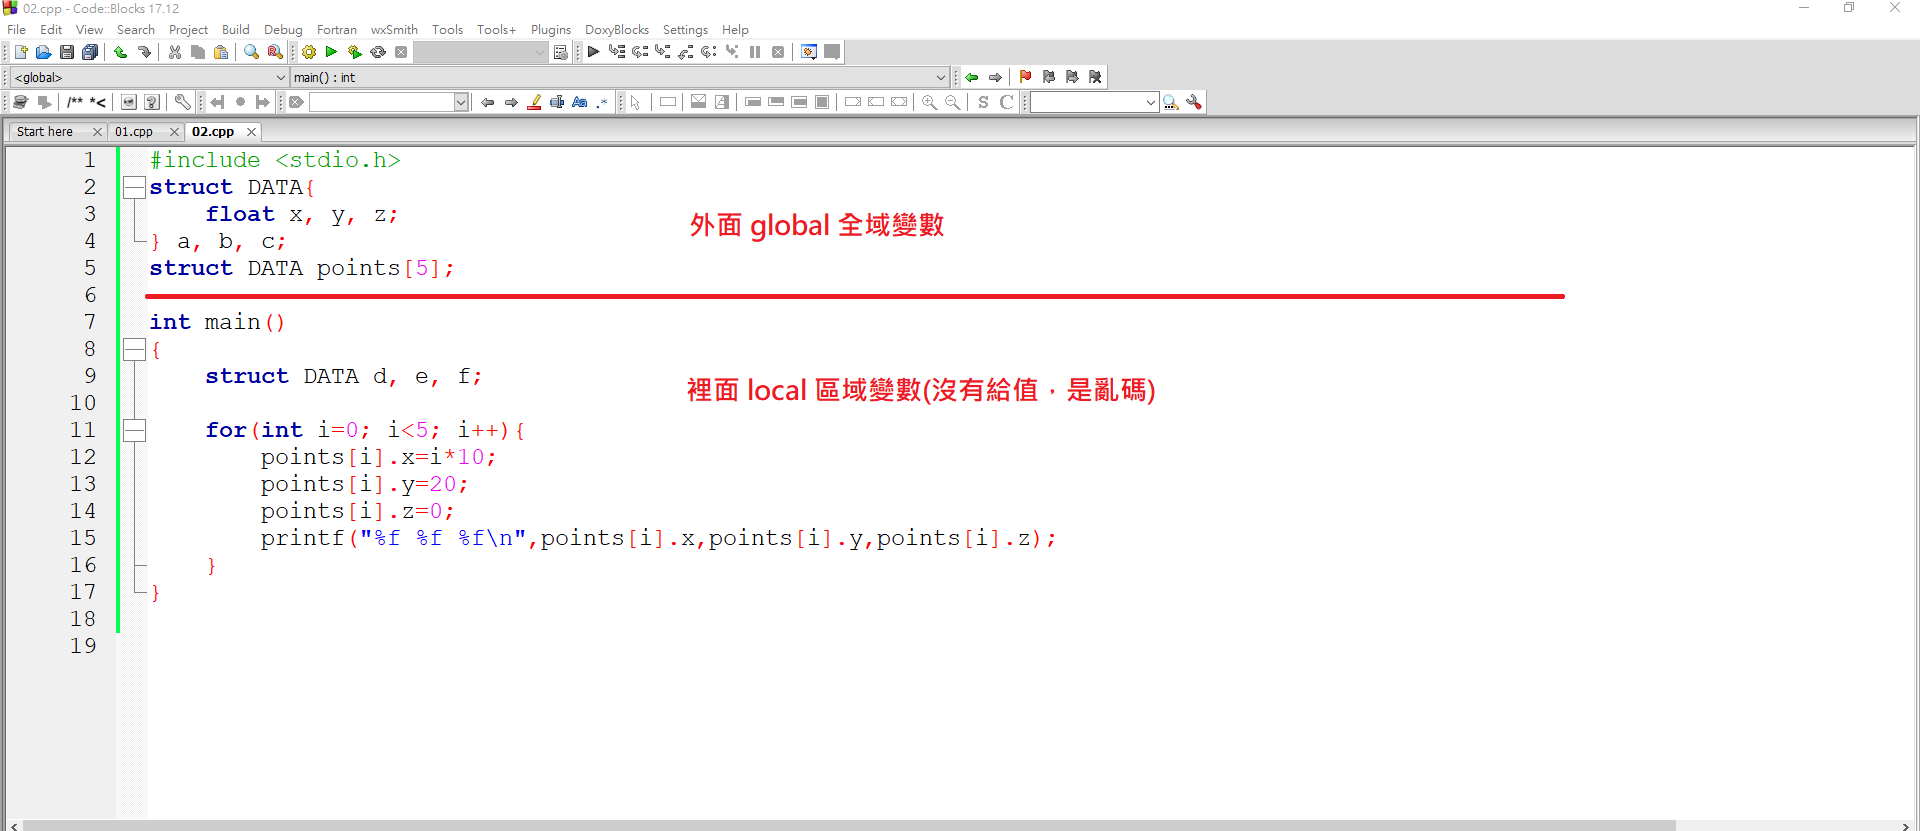 02.cpp - Code::Blocks 17.12
File Edit View Search Project Build Debug Fortran wxSmith Tools Tools+ Plugins DoxyBlocks Settings Help
<global> main() : int
/** *<
Aa .* S C
Start here 01.cpp 02.cpp
1 #include <stdio.h>
2 struct DATA{
3 float x, y, z;
外面 global 全域變數
4 } a, b, c;
5 struct DATA points[5];
6
7 int main()
8 {
9 struct DATA d, e, f;
裡面 local 區域變數(沒有給值，是亂碼)
10
11 for(int i=0; i<5; i++){
12 points[i].x=i*10;
13 points[i].y=20;
14 points[i].z=0;
15 printf("%f %f %f\n",points[i].x,points[i].y,points[i].z);
16 }
17 }
18
19